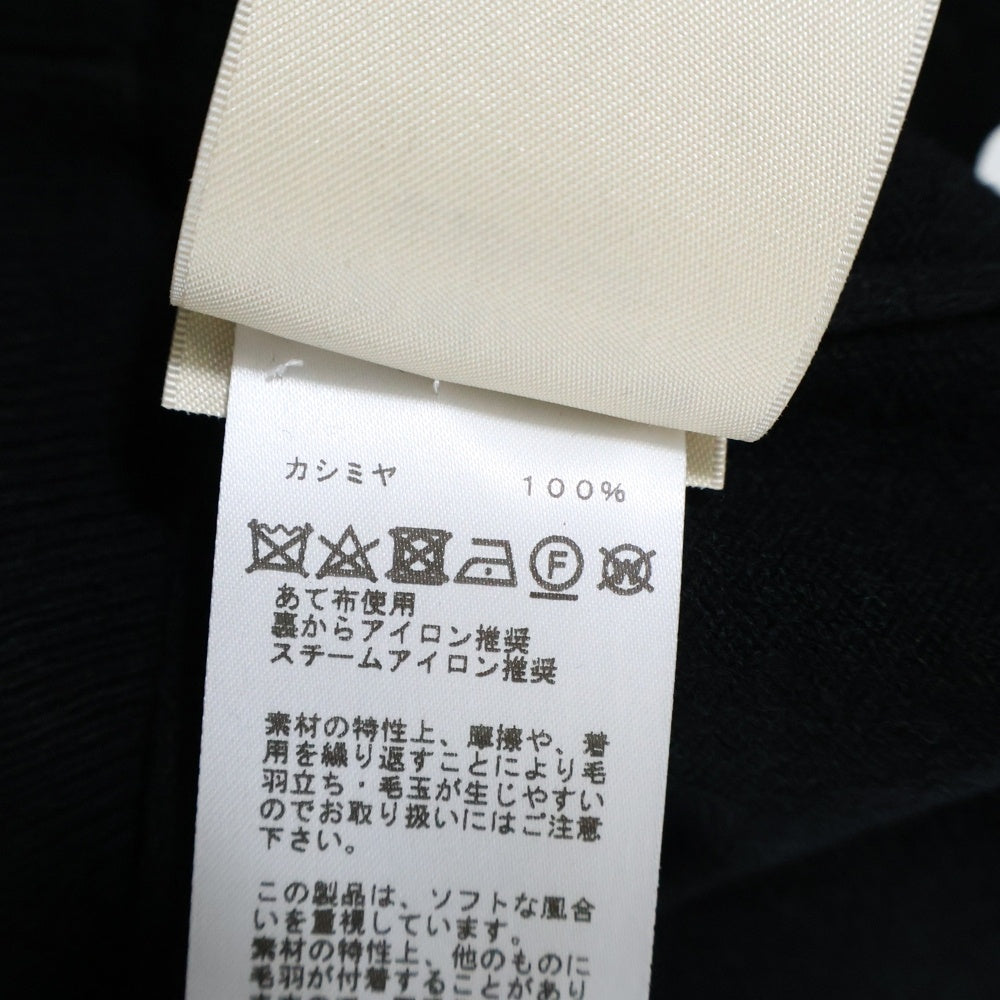 カシミヤ 100%
F W
あて布使用
裏からアイロン推奨
スチームアイロン推奨
素材の特性上、摩擦や、着
用を繰り返すことにより毛
羽立ち・毛玉が生じやすい
のでお取り扱いにはご注意
下さい。
この製品は、ソフトな風合
いを重視しています。
素材の特性上、他のものに
毛羽が付着することがあり